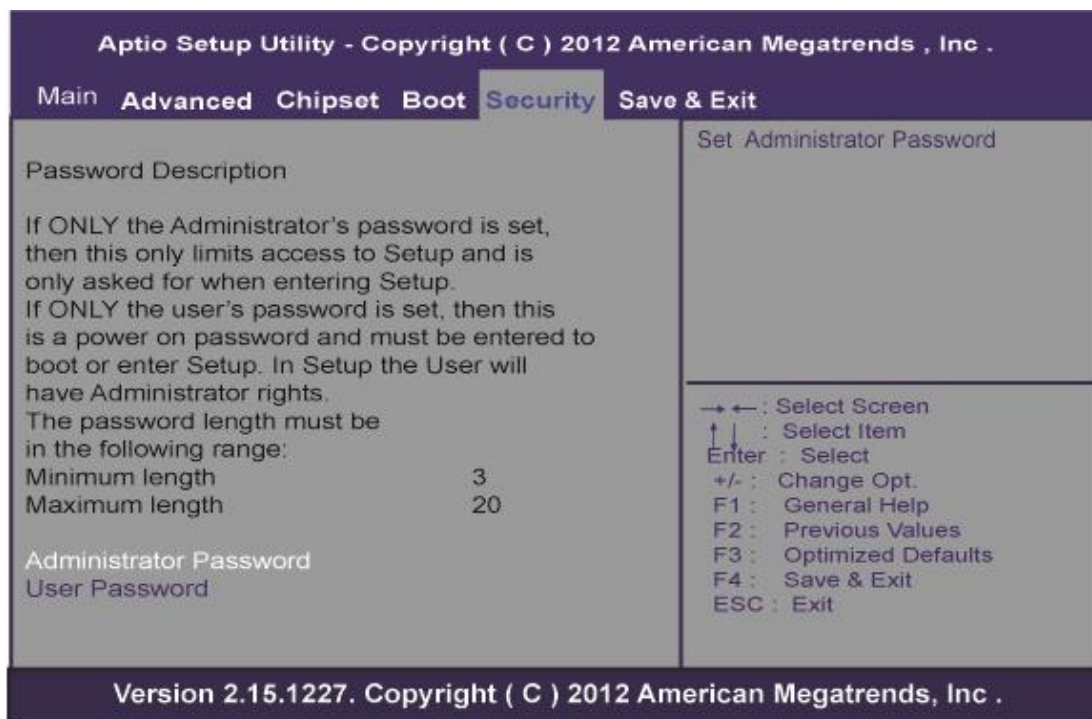 Aptio Setup Utility - Copyright ( C ) 2012 American Megatrends , Inc .
Main Advanced Chipset Boot Security Save & Exit
Password Description
If ONLY the Administrator's password is set,
then this only limits access to Setup and is
only asked for when entering Setup.
If ONLY the user's password is set, then this
is a power on password and must be entered to
boot or enter Setup. In Setup the User will
have Administrator rights.
The password length must be
in the following range:
Minimum length 3
Maximum length 20
Administrator Password
User Password
Set Administrator Password
→ ← : Select Screen
↑ ↓ : Select Item
Enter : Select
+/- : Change Opt.
F1 : General Help
F2 : Previous Values
F3 : Optimized Defaults
F4 : Save & Exit
ESC : Exit
Version 2.15.1227. Copyright ( C ) 2012 American Megatrends, Inc .